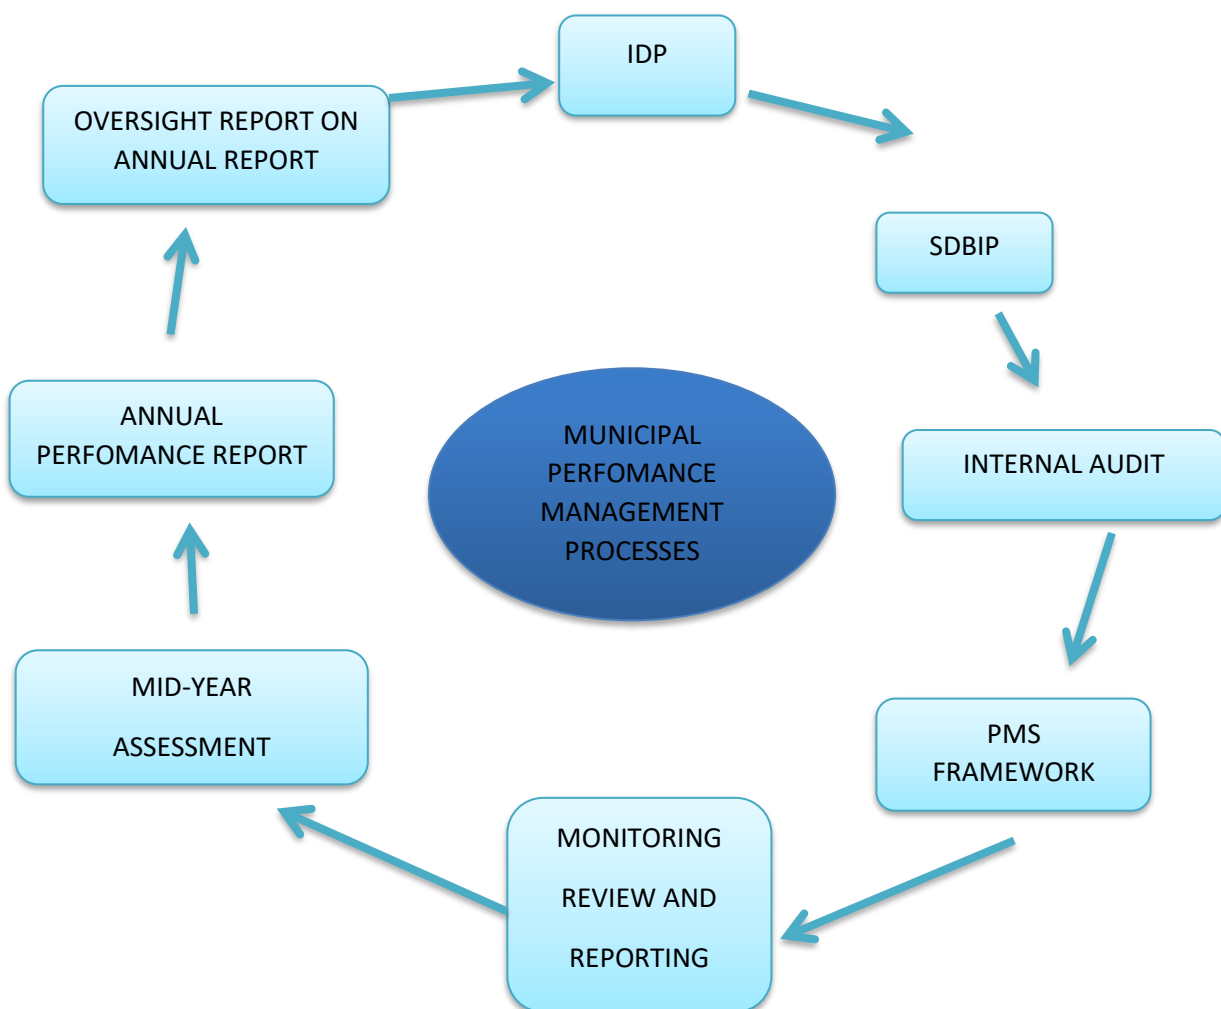 IDP
OVERSIGHT REPORT ON
ANNUAL REPORT
SDBIP
ANNUAL
PERFOMANCE REPORT
MUNICIPAL
PERFOMANCE
MANAGEMENT
PROCESSES
INTERNAL AUDIT
MID-YEAR
ASSESSMENT
PMS
FRAMEWORK
MONITORING
REVIEW AND
REPORTING